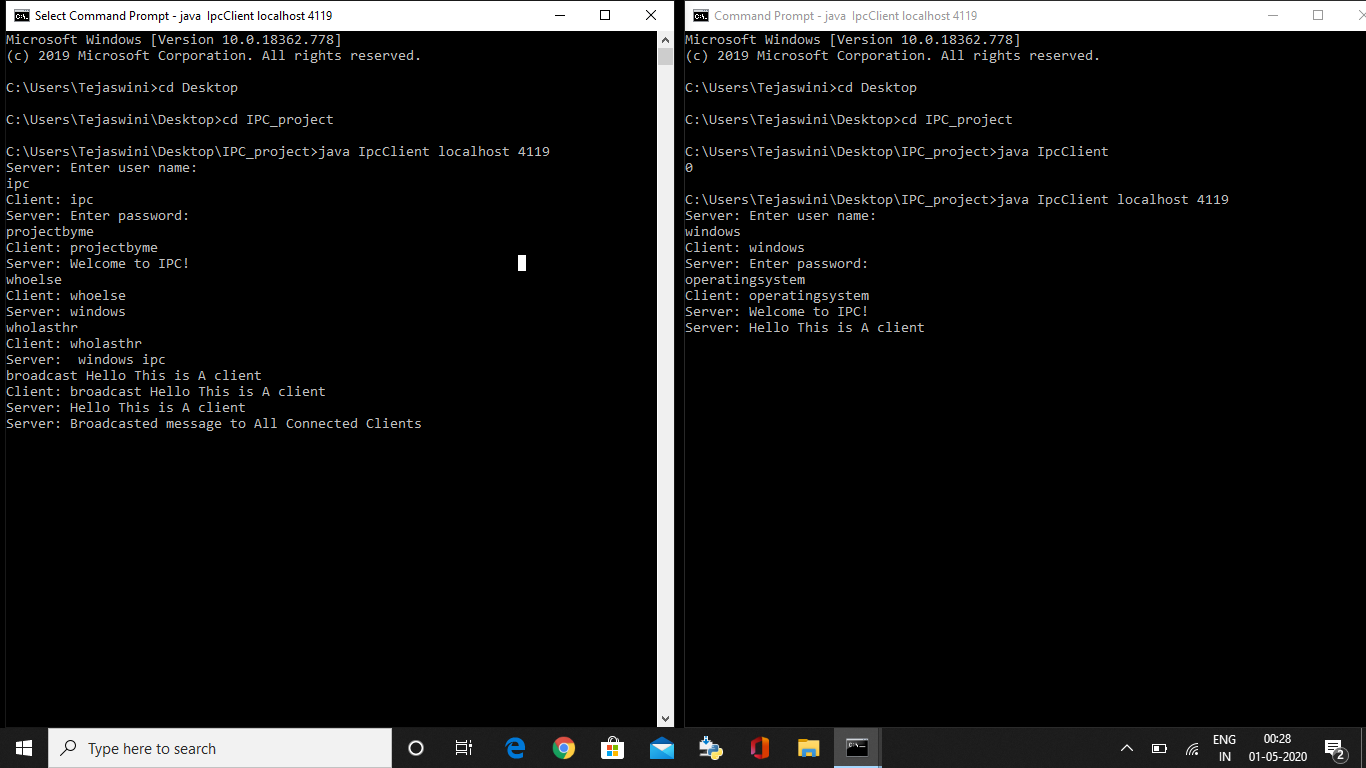 Select Command Prompt - java  IpcClient localhost 4119
Microsoft Windows [Version 10.0.18362.778]
(c) 2019 Microsoft Corporation. All rights reserved.
C:\Users\Tejaswini>cd Desktop
C:\Users\Tejaswini\Desktop>cd IPC_project
C:\Users\Tejaswini\Desktop\IPC_project>java IpcClient localhost 4119
Server: Enter user name:
ipc
Client: ipc
Server: Enter password:
projectbyme
Client: projectbyme
Server: Welcome to IPC!
whoelse
Client: whoelse
Server: windows
wholasthr
Client: wholasthr
Server:  windows ipc
broadcast Hello This is A client
Client: broadcast Hello This is A client
Server: Hello This is A client
Server: Broadcasted message to All Connected Clients
Command Prompt - java  IpcClient localhost 4119
Microsoft Windows [Version 10.0.18362.778]
(c) 2019 Microsoft Corporation. All rights reserved.
C:\Users\Tejaswini>cd Desktop
C:\Users\Tejaswini\Desktop>cd IPC_project
C:\Users\Tejaswini\Desktop\IPC_project>java IpcClient
0
C:\Users\Tejaswini\Desktop\IPC_project>java IpcClient localhost 4119
Server: Enter user name:
windows
Client: windows
Server: Enter password:
operatingsystem
Client: operatingsystem
Server: Welcome to IPC!
Server: Hello This is A client
Type here to search
ENG
IN
00:28
01-05-2020
2